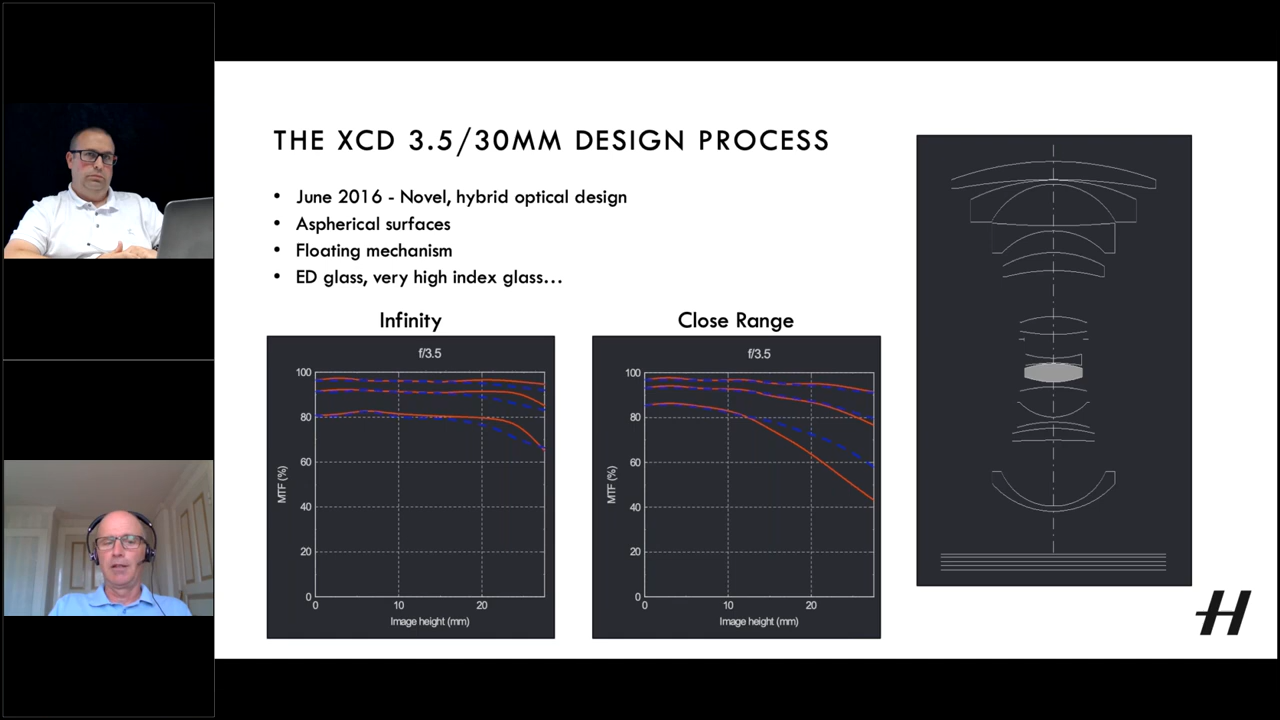 THE XCD 3.5/30MM DESIGN PROCESS
• June 2016 - Novel, hybrid optical design
• Aspherical surfaces
• Floating mechanism
• ED glass, very high index glass…
Infinity
Close Range
f/3.5
100
80
60
40
20
0
MTF (%)
0 10 20
Image height (mm)
f/3.5
100
80
60
40
20
0
MTF (%)
0 10 20
Image height (mm)
H